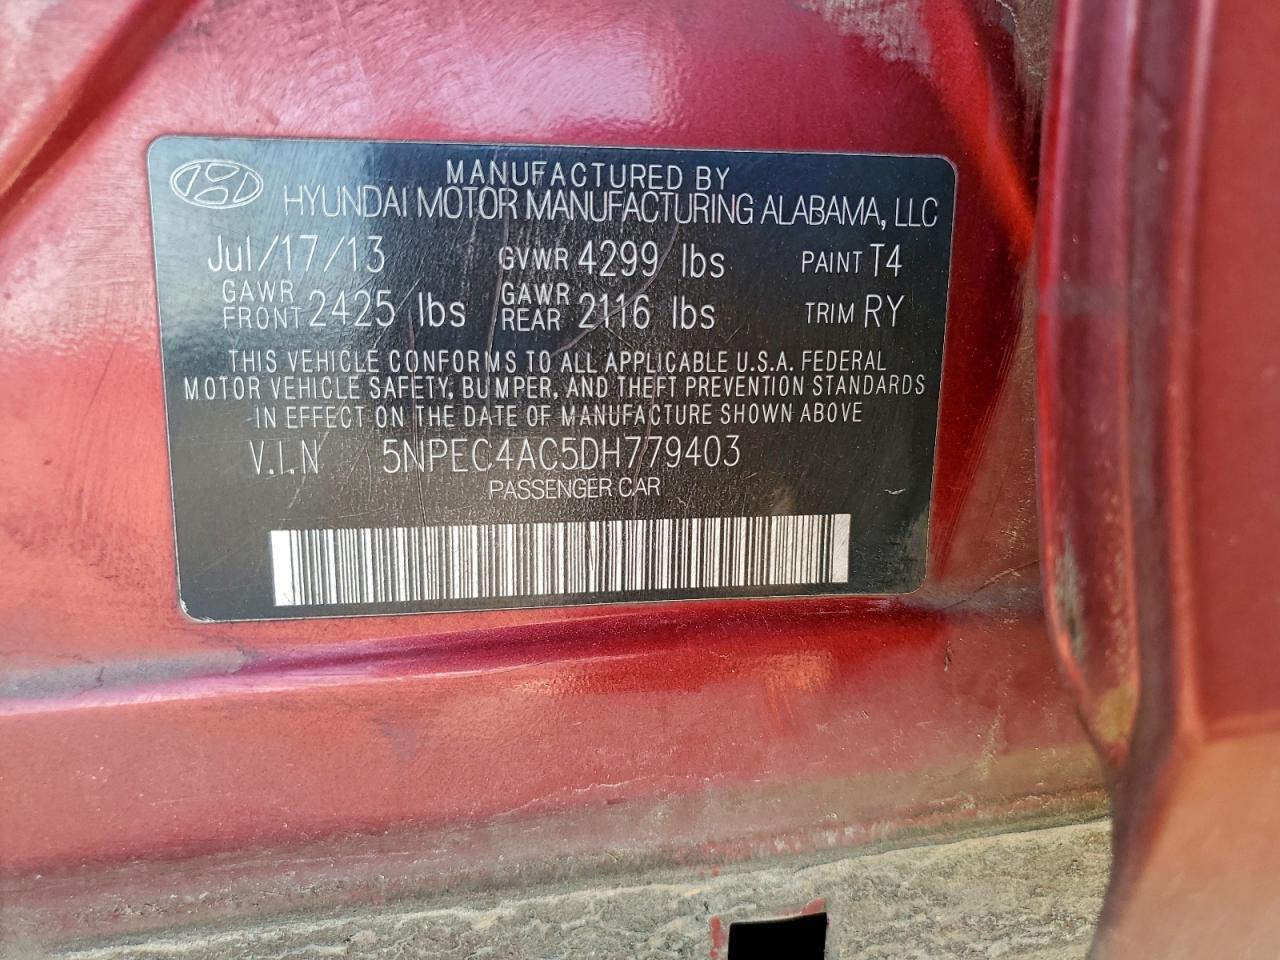 MANUFACTURED BY
HYUNDAI MOTOR MANUFACTURING ALABAMA, LLC
Jul/17/13 GVWR 4299 lbs PAINT T4
GAWR FRONT 2425 lbs GAWR REAR 2116 lbs TRIM RY
THIS VEHICLE CONFORMS TO ALL APPLICABLE U.S.A. FEDERAL
MOTOR VEHICLE SAFETY, BUMPER, AND THEFT PREVENTION STANDARDS
IN EFFECT ON THE DATE OF MANUFACTURE SHOWN ABOVE
V.I.N 5NPEC4AC5DH779403
PASSENGER CAR